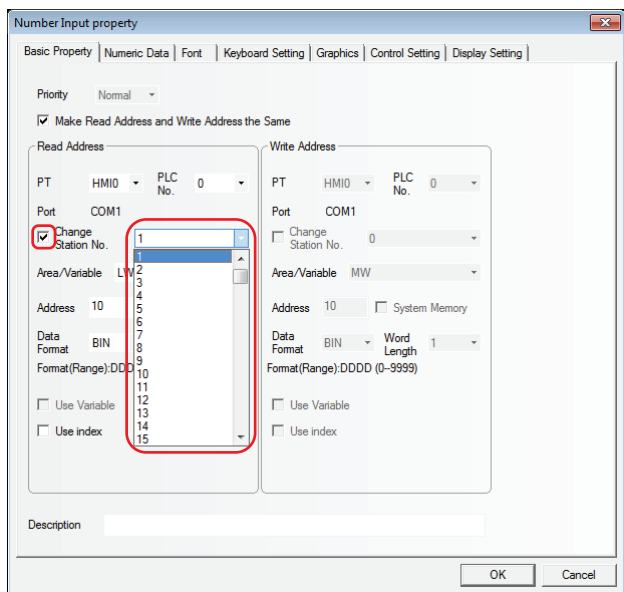 Number Input property
Basic Property Numeric Data Font Keyboard Setting Graphics Control Setting Display Setting
Priority Normal
Make Read Address and Write Address the Same
Read Address
PT HMI0 PLC No. 0
Port COM1
Change Station No. 1
1
2
3
4
5
6
7
8
9
10
11
12
13
14
15
Area/Variable LW
Address 10
Data Format BIN
Format(Range):DDD
Use Variable
Use index
Write Address
PT HMI0 PLC No. 0
Port COM1
Change Station No. 0
Area/Variable MW
Address 10 System Memory
Data Format BIN Word Length 1
Format(Range):DDDD (0--9999)
Use Variable
Use index
Description
OK Cancel